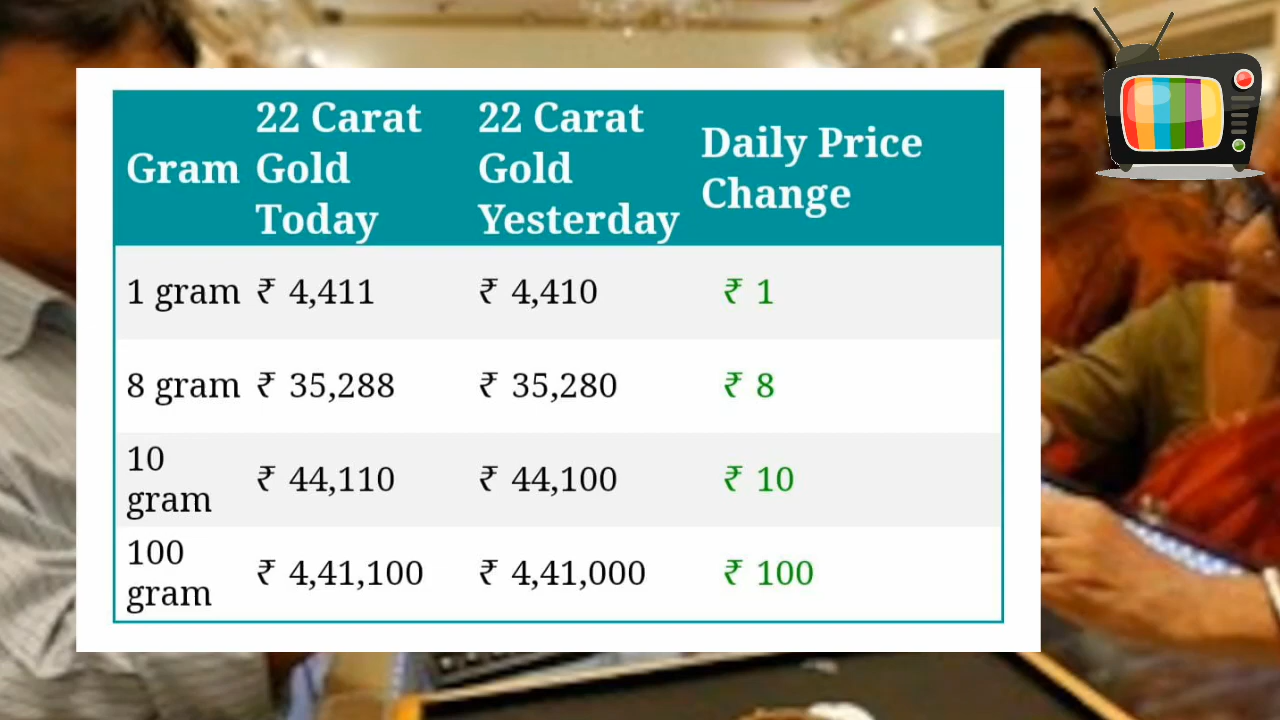 Gram 22 Carat Gold Today 22 Carat Gold Yesterday Daily Price Change
1 gram ₹ 4,411 ₹ 4,410 ₹ 1
8 gram ₹ 35,288 ₹ 35,280 ₹ 8
10 gram ₹ 44,110 ₹ 44,100 ₹ 10
100 gram ₹ 4,41,100 ₹ 4,41,000 ₹ 100